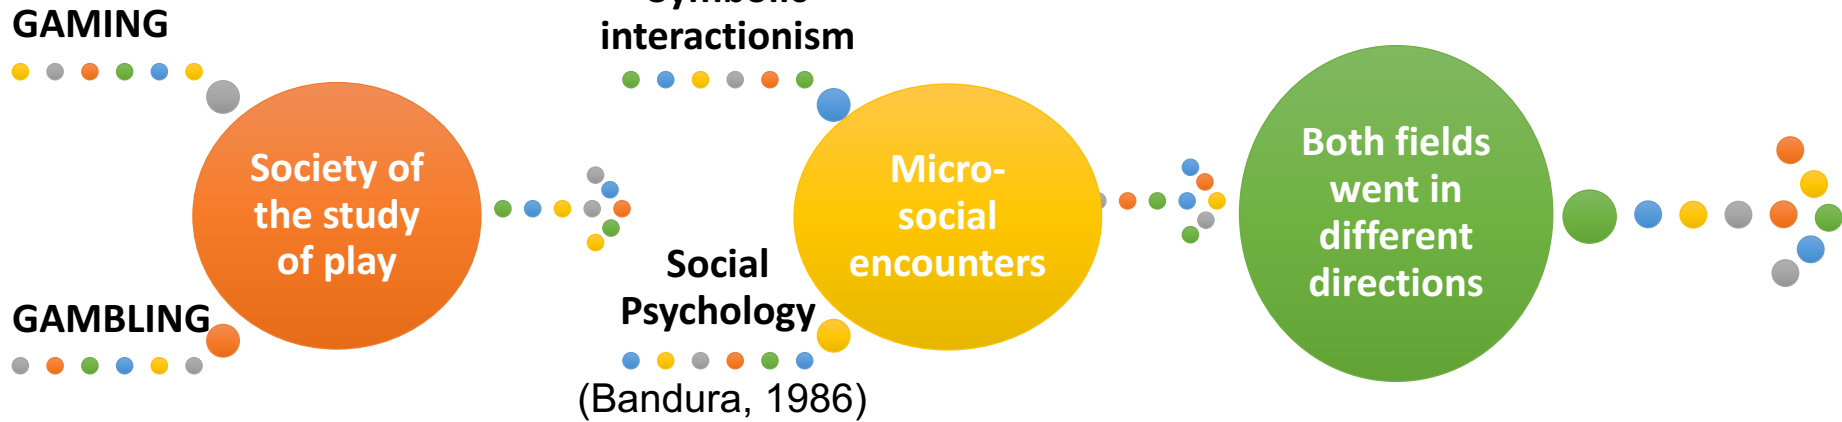 GAMING
GAMBLING
Society of
the study
of play
interactionism
Social
Psychology
(Bandura, 1986)
Micro-
social
encounters
Both fields
went in
different
directions